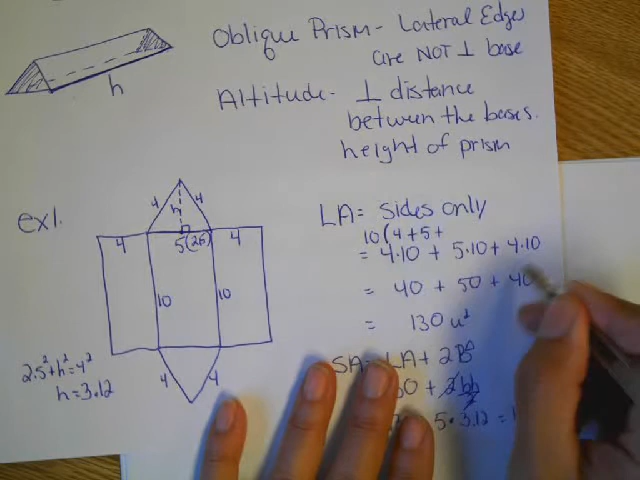 Oblique Prism- Lateral Edges
are NOT ⊥ base
h
Altitude- ⊥ distance
between the bases.
height of prism
ex1.
4 4
h
4 5(2.5) 4
10 10
4 4
2.5² + h² = 4²
h = 3.12
LA = sides only
10(4+5+
= 4·10 + 5·10 + 4·10
= 40 + 50 + 40
= 130 u²
SA = LA + 2B
+ 2bh
2
5·3.12 =